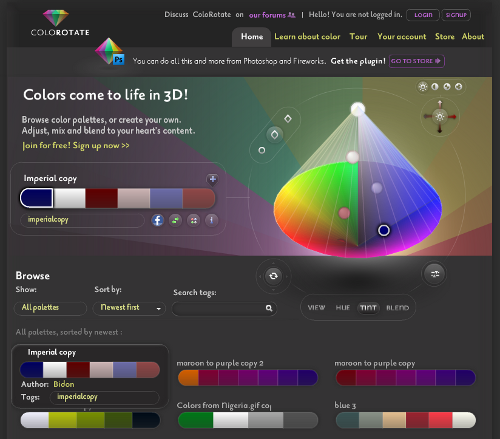 Discuss ColoRotate on our forums | Hello! You are not logged in. LOGIN SIGNUP
COLOROTATE
Home Learn about color Tour Your account Store About
Ps You can do all this and more from Photoshop and Fireworks. Get the plugin! GO TO STORE
Colors come to life in 3D!
Browse color palettes, or create your own.
Adjust, mix and blend to your heart's content.
Join for free! Sign up now >>
Imperial copy
imperialcopy
Browse
Show: Sort by: Search tags:
All palettes Newest first
VIEW HUE TINT BLEND
All palettes, sorted by newest :
Imperial copy
maroon to purple copy 2
maroon to purple copy
Author: Bidon
Tags: imperialcopy
Colors from Nigeria.gif cop
blue 3